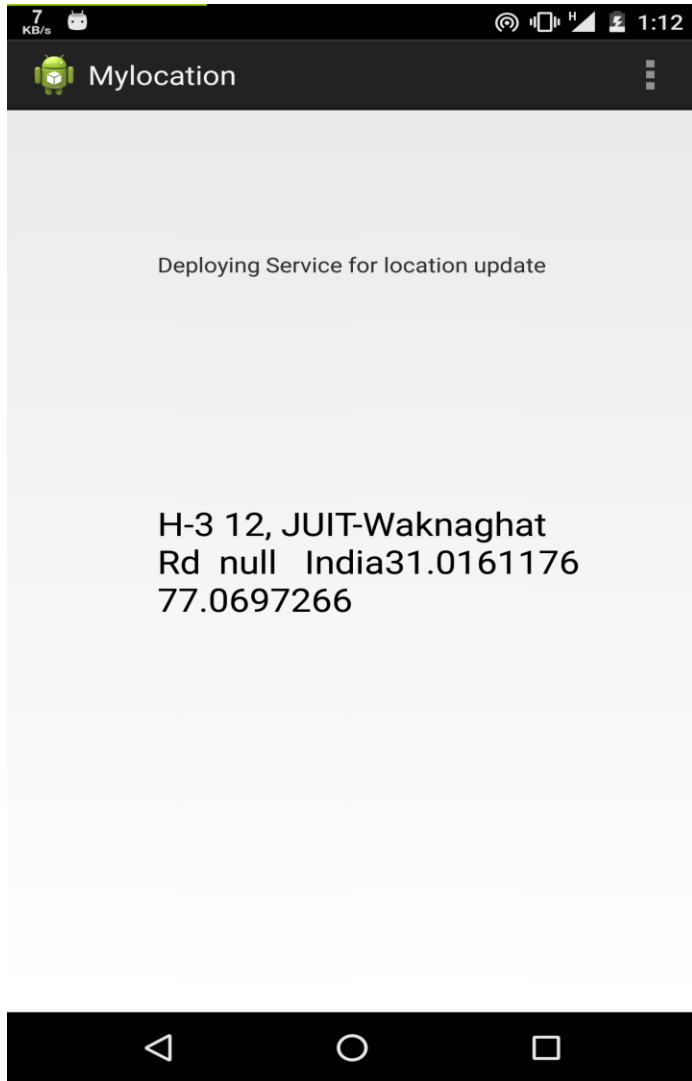 7
KB/s
H
1:12
Mylocation
Deploying Service for location update
H-3 12, JUIT-Waknaghat
Rd  null   India31.0161176
77.0697266